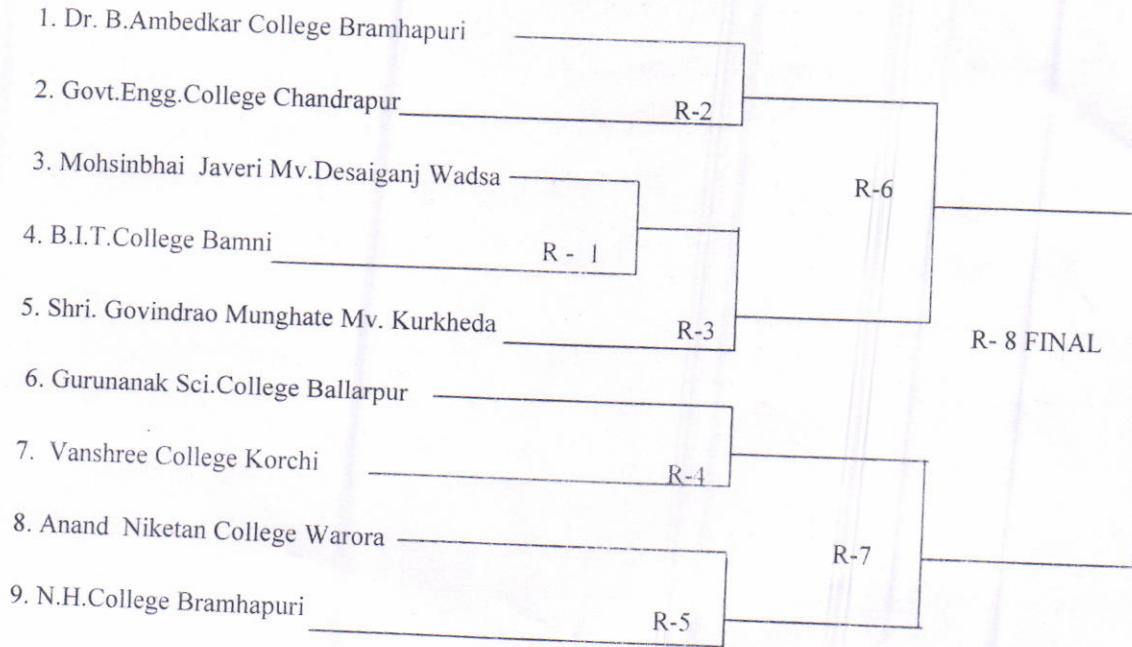 1. Dr. B.Ambedkar College Bramhapuri
2. Govt.Engg.College Chandrapur
R-2
3. Mohsinbhai Javeri Mv.Desaiganj Wadsa
R-6
4. B.I.T.College Bamni
R - 1
5. Shri. Govindrao Munghate Mv. Kurkheda
R-3
R- 8 FINAL
6. Gurunanak Sci.College Ballarpur
7. Vanshree College Korchi
R-4
8. Anand Niketan College Warora
R-7
9. N.H.College Bramhapuri
R-5